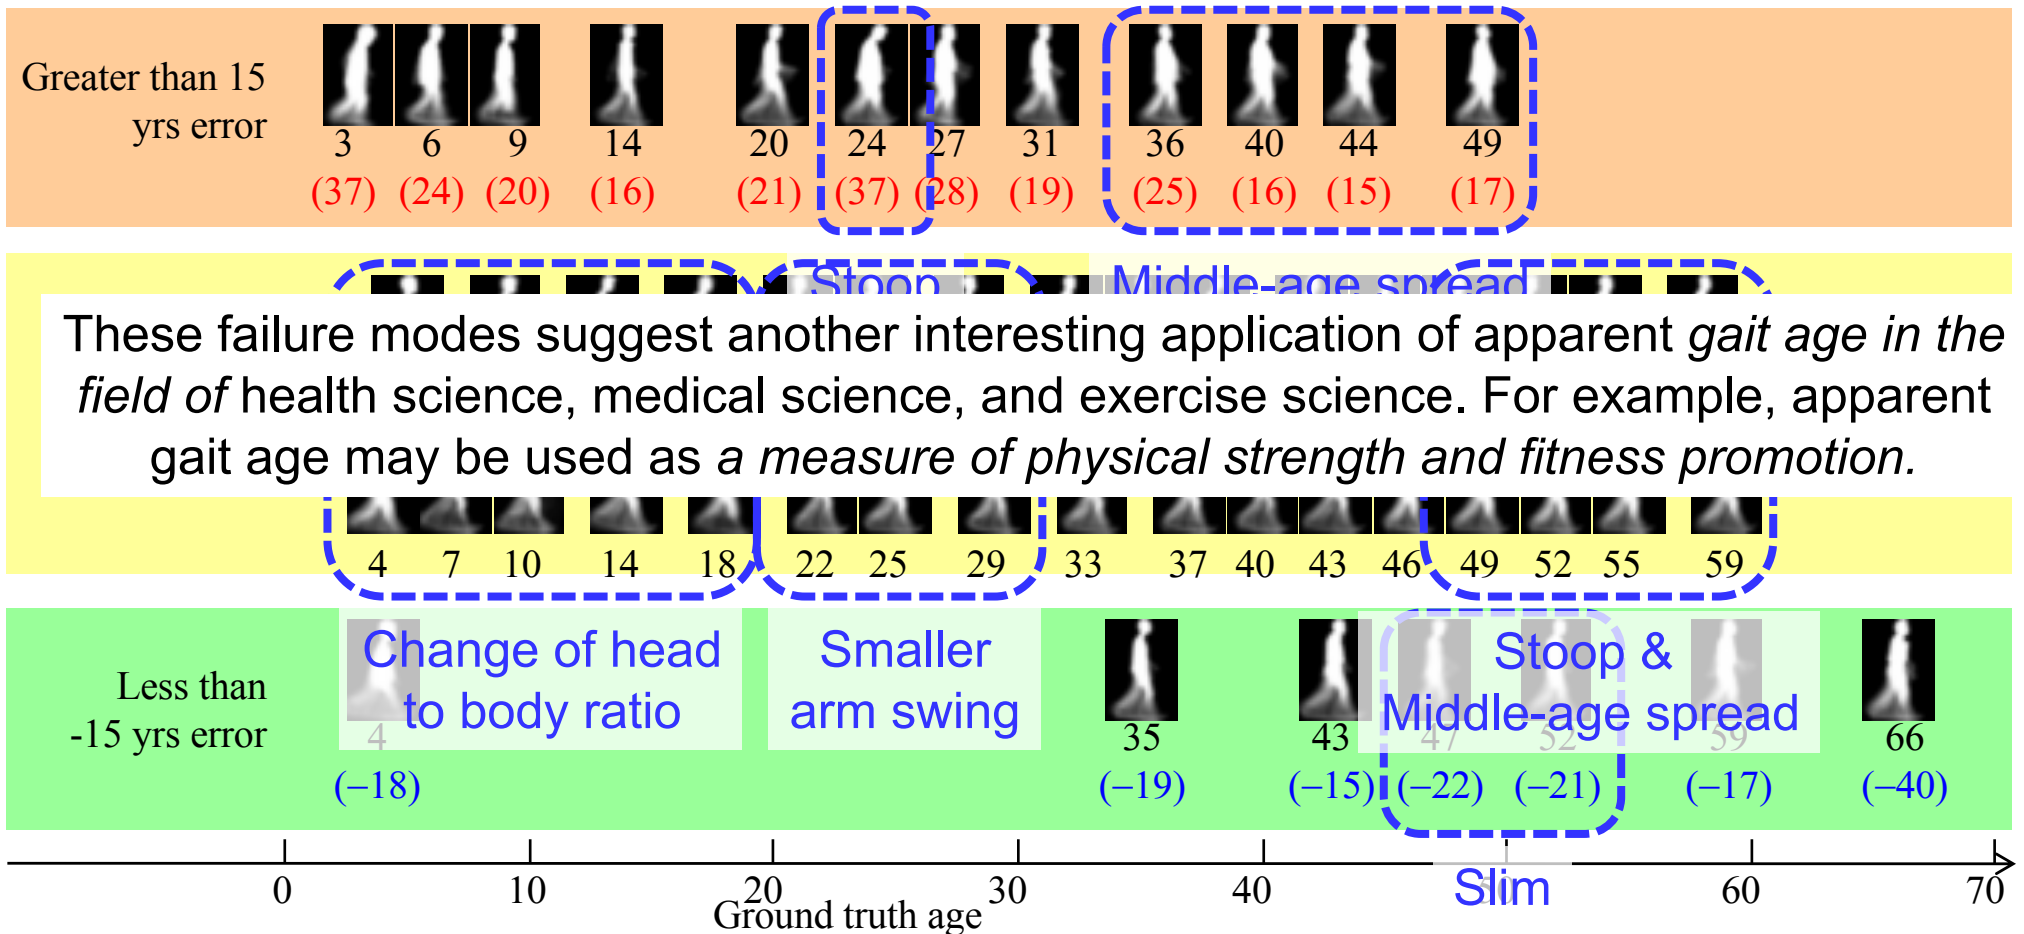 Greater than 15
yrs error
3 6 9 14 20 24 27 31 36 40 44 49
(37) (24) (20) (16) (21) (37) (28) (19) (25) (16) (15) (17)
Stoop
Middle-age spread
These failure modes suggest another interesting application of apparent gait age in the
field of health science, medical science, and exercise science. For example, apparent
gait age may be used as a measure of physical strength and fitness promotion.
4 7 10 14 18 22 25 29 33 37 40 43 46 49 52 55 59
Change of head
to body ratio
Smaller
arm swing
Stoop &
Middle-age spread
Less than
-15 yrs error
4 35 43 47 52 59 66
(−18) (−19) (−15) (−22) (−21) (−17) (−40)
0 10 20 30 40 50 60 70
Slim
Ground truth age